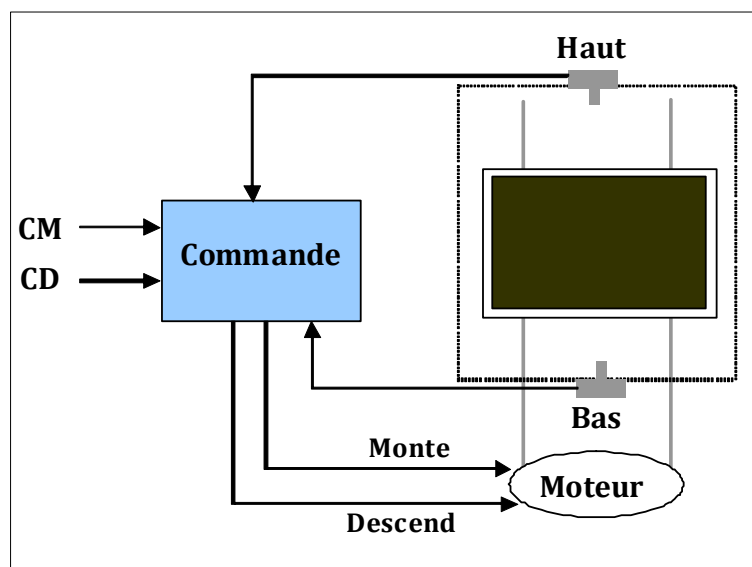 Haut
CM
Commande
CD
Bas
Monte
Moteur
Descend